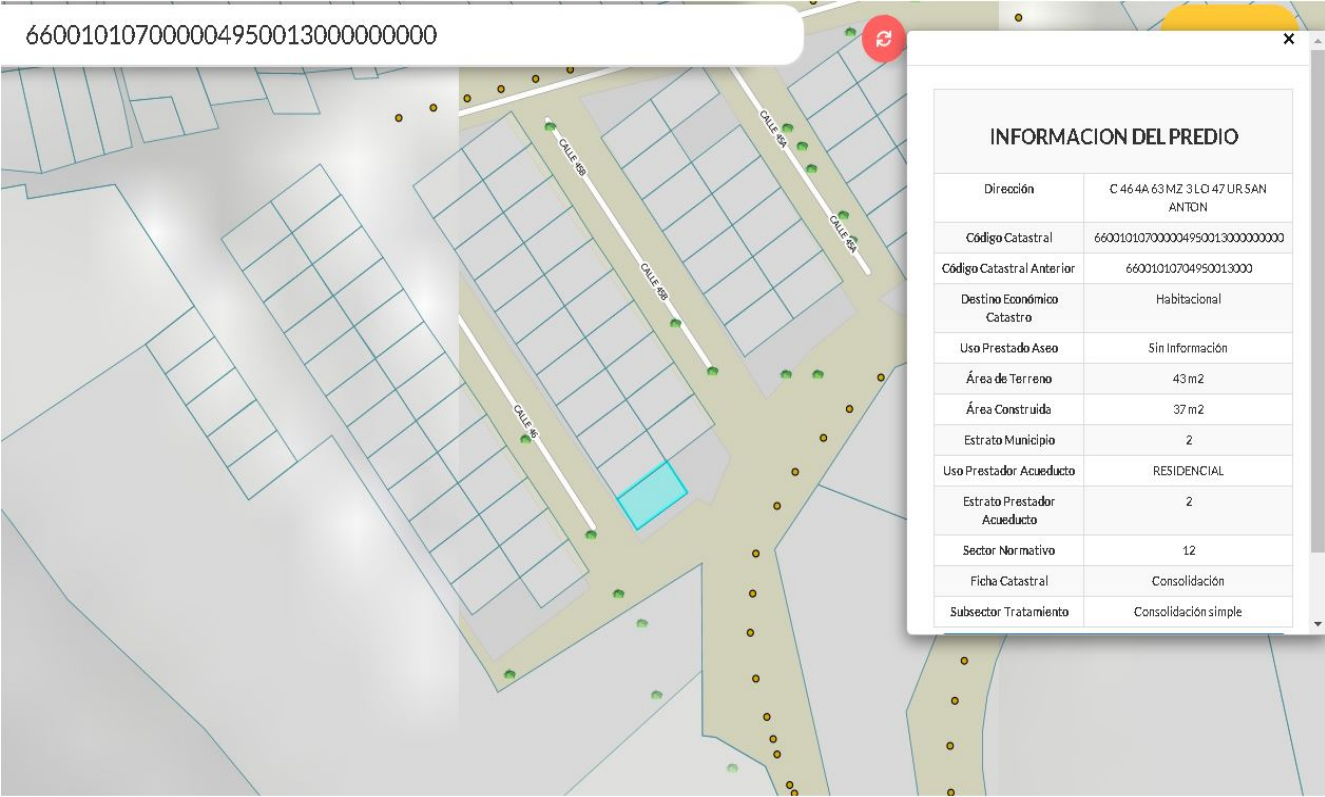 660010107000004950013000000000
×
INFORMACION DEL PREDIO
Dirección C 46 4A 63 MZ 3 LO 47 UR SAN
ANTON
Código Catastral 660010107000004950013000000000
Código Catastral Anterior 66001010704950013000
Destino Económico Habitacional
Catastro
Uso Prestado Aseo Sin Información
Área de Terreno 43 m2
Área Construida 37 m2
Estrato Municipio 2
Uso Prestador Acueducto RESIDENCIAL
Estrato Prestador 2
Acueducto
Sector Normativo 12
Ficha Catastral Consolidación
Subsector Tratamiento Consolidación simple
CALLE 45B
CALLE 45A
CALLE 45A
CALLE 45B
CALLE 46